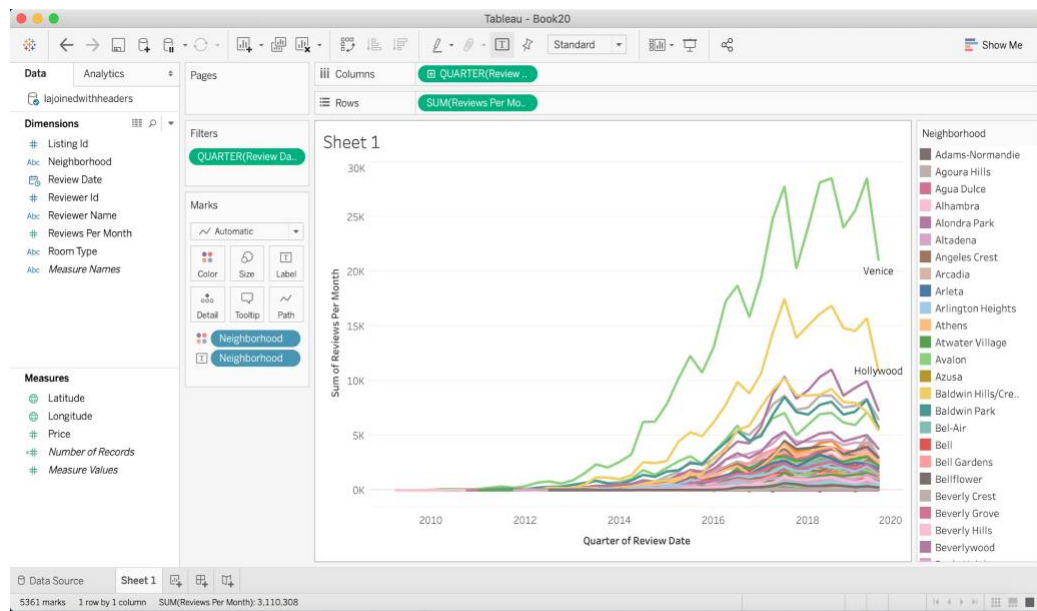 Tableau - Book20
Standard
Show Me
Data Analytics
lajoinedwithheaders
Dimensions
# Listing Id
Abc Neighborhood
Review Date
# Reviewer Id
Abc Reviewer Name
# Reviews Per Month
Abc Room Type
Abc Measure Names
Measures
Latitude
Longitude
# Price
# Number of Records
# Measure Values
Pages
Filters
QUARTER(Review Da..
Marks
Automatic
Color Size Label
Detail Tooltip Path
Neighborhood
T Neighborhood
Columns
QUARTER(Review ..
Rows
SUM(Reviews Per Mo..
Sheet 1
30K
25K
20K
15K
10K
5K
0K
Sum of Reviews Per Month
Venice
Hollywood
2010 2012 2014 2016 2018 2020
Quarter of Review Date
Neighborhood
Adams-Normandie
Agoura Hills
Agua Dulce
Alhambra
Alondra Park
Altadena
Angeles Crest
Arcadia
Arleta
Arlington Heights
Athens
Atwater Village
Avalon
Azusa
Baldwin Hills/Cre..
Baldwin Park
Bel-Air
Bell
Bell Gardens
Bellflower
Beverly Crest
Beverly Grove
Beverly Hills
Beverlywood
Data Source Sheet 1
5361 marks 1 row by 1 column SUM(Reviews Per Month): 3,110,308